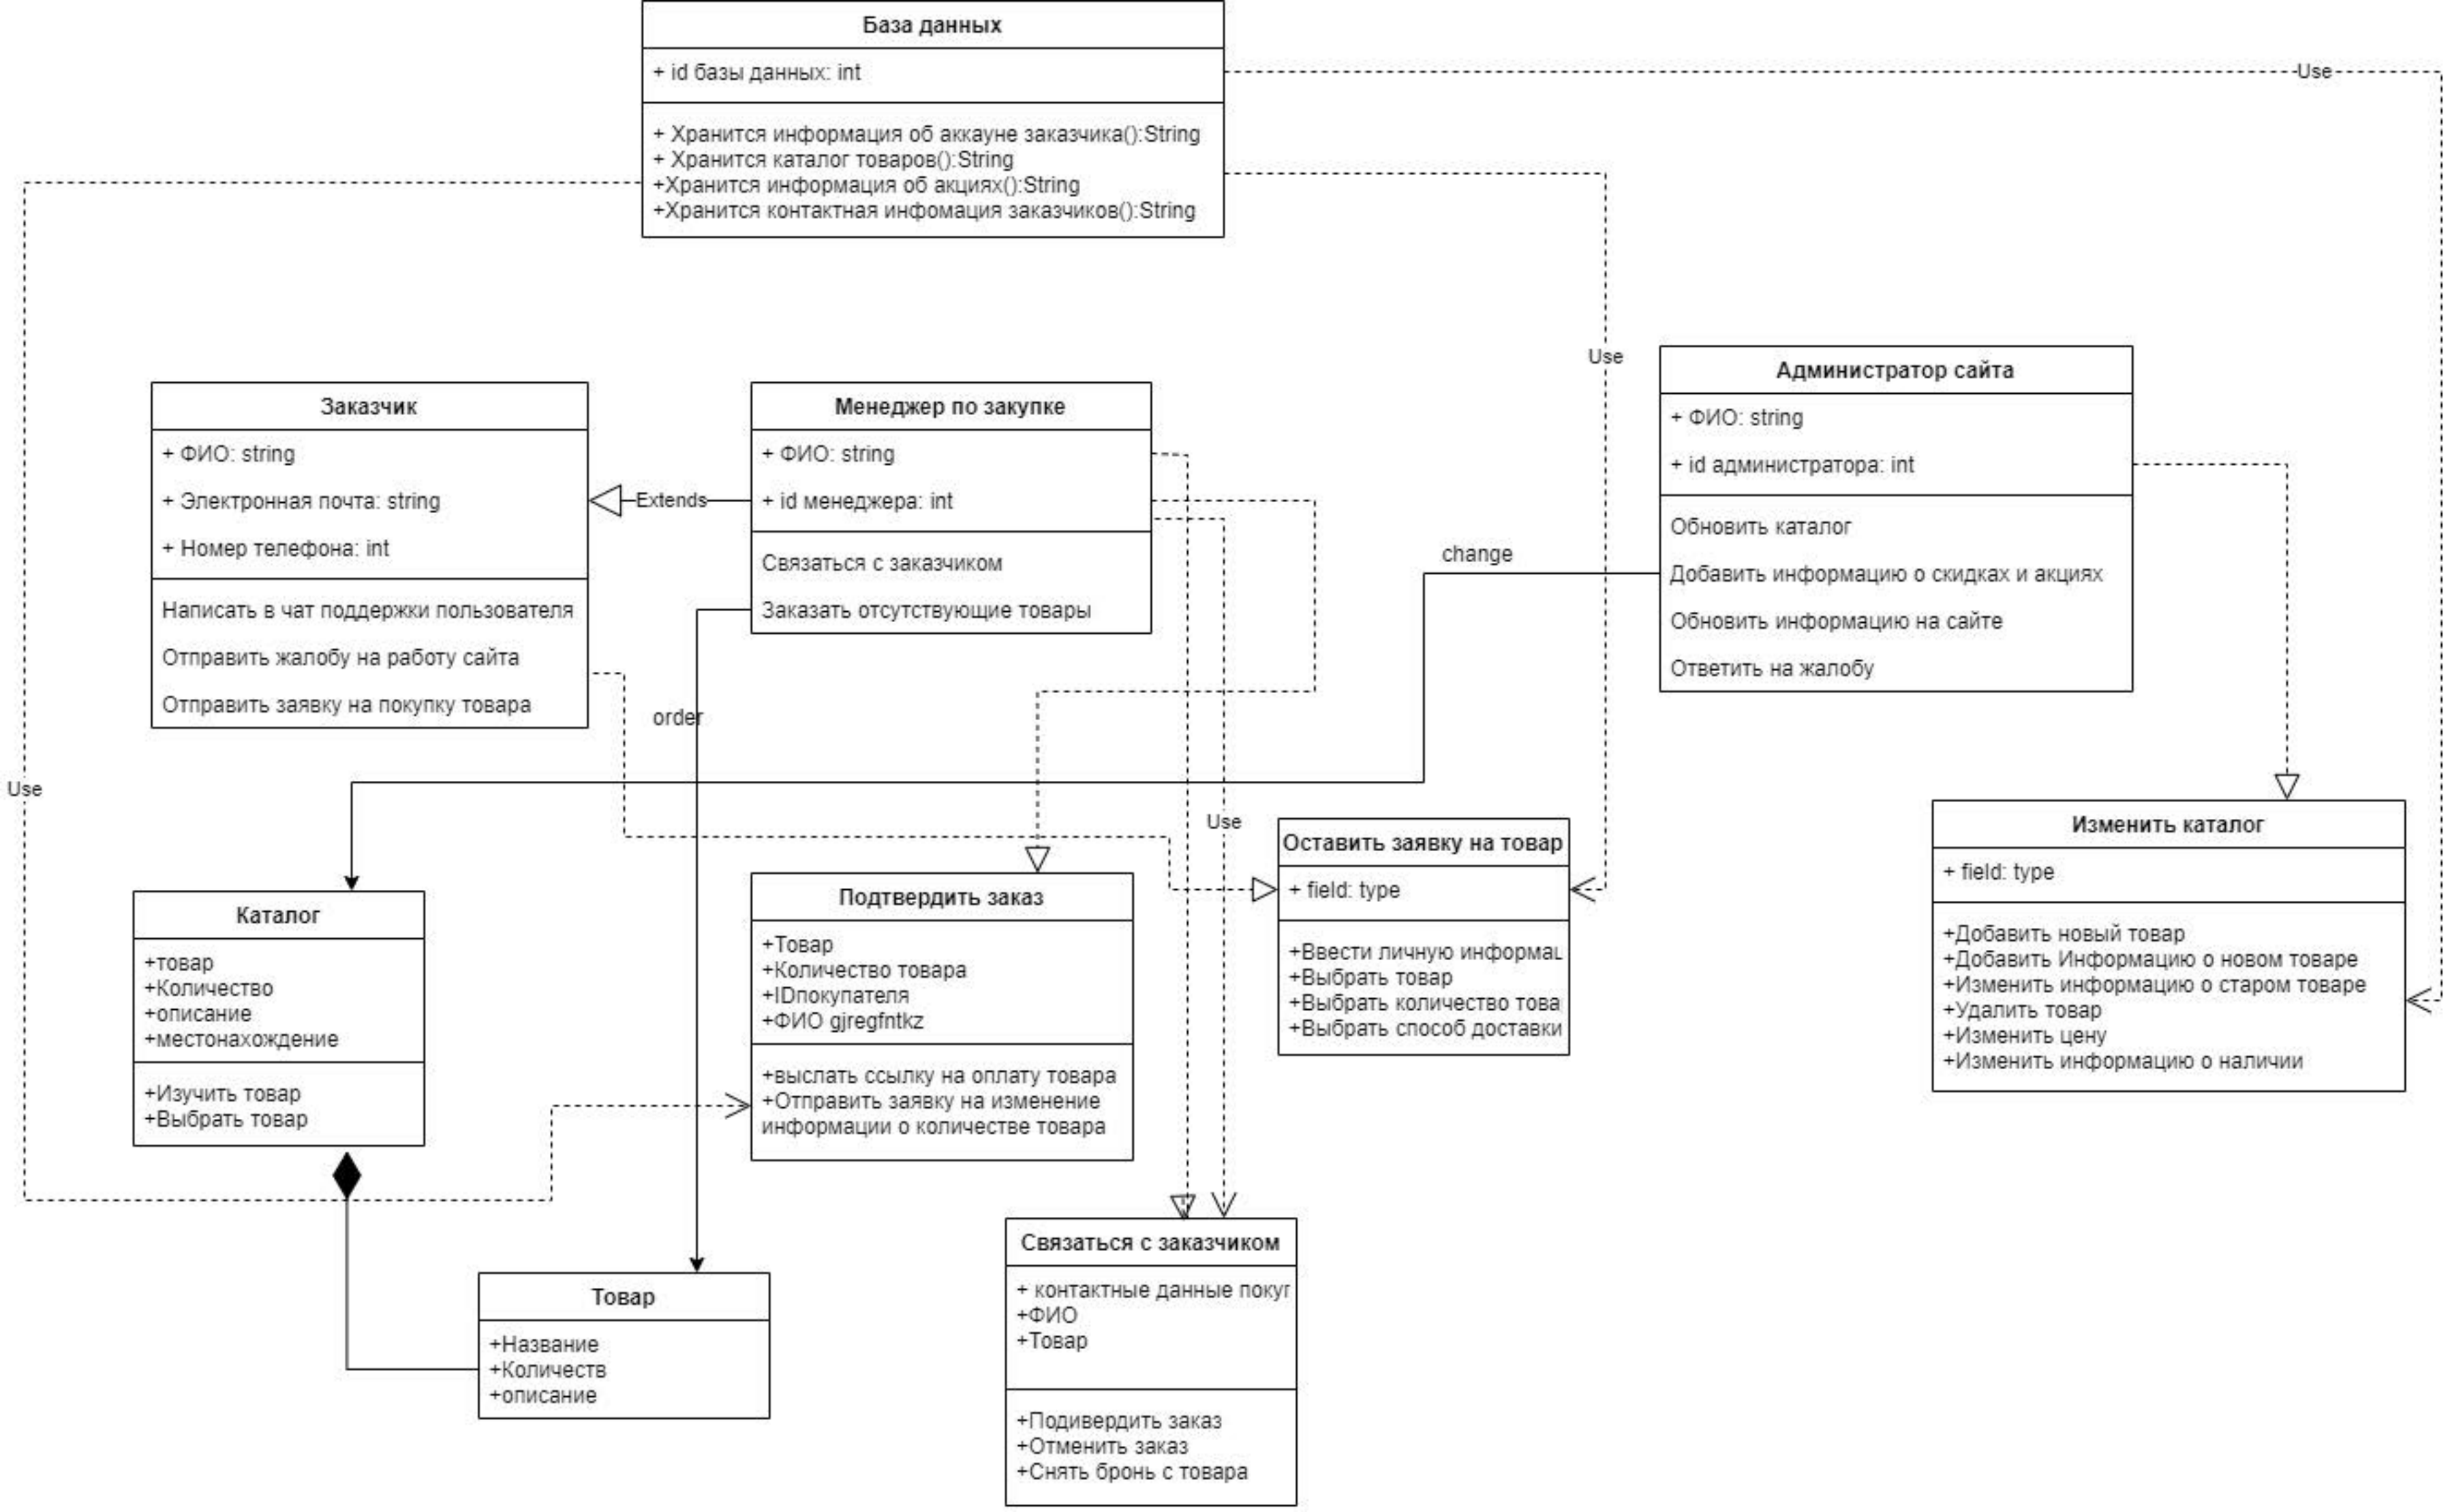 База данных
+ id базы данных: int
+ Хранится информация об аккауне заказчика():String
+ Хранится каталог товаров():String
+Хранится информация об акциях():String
+Хранится контактная инфомация заказчиков():String
Use
Use
Use
Заказчик
+ ФИО: string
+ Электронная почта: string
+ Номер телефона: int
Написать в чат поддержки пользователя
Отправить жалобу на работу сайта
Отправить заявку на покупку товара
Extends
Менеджер по закупке
+ ФИО: string
+ id менеджера: int
Связаться с заказчиком
Заказать отсутствующие товары
order
Администратор сайта
+ ФИО: string
+ id администратора: int
Обновить каталог
Добавить информацию о скидках и акциях
Обновить информацию на сайте
Ответить на жалобу
change
Use
Каталог
+товар
+Количество
+описание
+местонахождение
+Изучить товар
+Выбрать товар
Подтвердить заказ
+Товар
+Количество товара
+IDпокупателя
+ФИО gjregfntkz
+выслать ссылку на оплату товара
+Отправить заявку на изменение
информации о количестве товара
Оставить заявку на товар
+ field: type
+Ввести личную информац
+Выбрать товар
+Выбрать количество това
+Выбрать способ доставки
Изменить каталог
+ field: type
+Добавить новый товар
+Добавить Информацию о новом товаре
+Изменить информацию о старом товаре
+Удалить товар
+Изменить цену
+Изменить информацию о наличии
Товар
+Название
+Количеств
+описание
Связаться с заказчиком
+ контактные данные покуг
+ФИО
+Товар
+Подивердить заказ
+Отменить заказ
+Снять бронь с товара